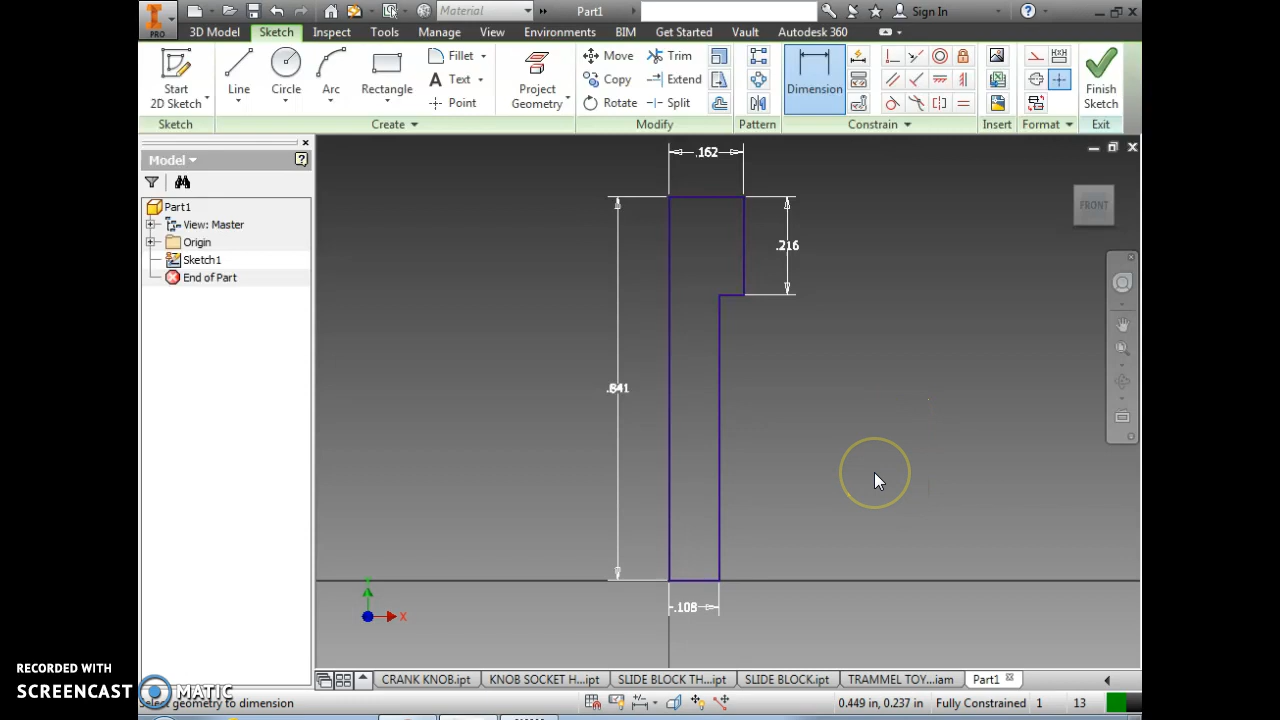 PRO
Material
Part1
Sign In
3D Model
Sketch
Inspect
Tools
Manage
View
Environments
BIM
Get Started
Vault
Autodesk 360
Start
2D Sketch
Line
Circle
Arc
Rectangle
Fillet
Text
Point
Project
Geometry
Move
Copy
Rotate
Trim
Extend
Split
Dimension
Finish
Sketch
Sketch
Create
Modify
Pattern
Constrain
Insert
Format
Exit
Model
Part1
View: Master
Origin
Sketch1
End of Part
FRONT
.162
.216
.841
.108
Y
X
CRANK KNOB.ipt
KNOB SOCKET H...ipt
SLIDE BLOCK TH...ipt
SLIDE BLOCK.ipt
TRAMMEL TOY...iam
Part1
Select geometry to dimension
0.449 in, 0.237 in
Fully Constrained
1
13
RECORDED WITH
SCREENCAST MATIC